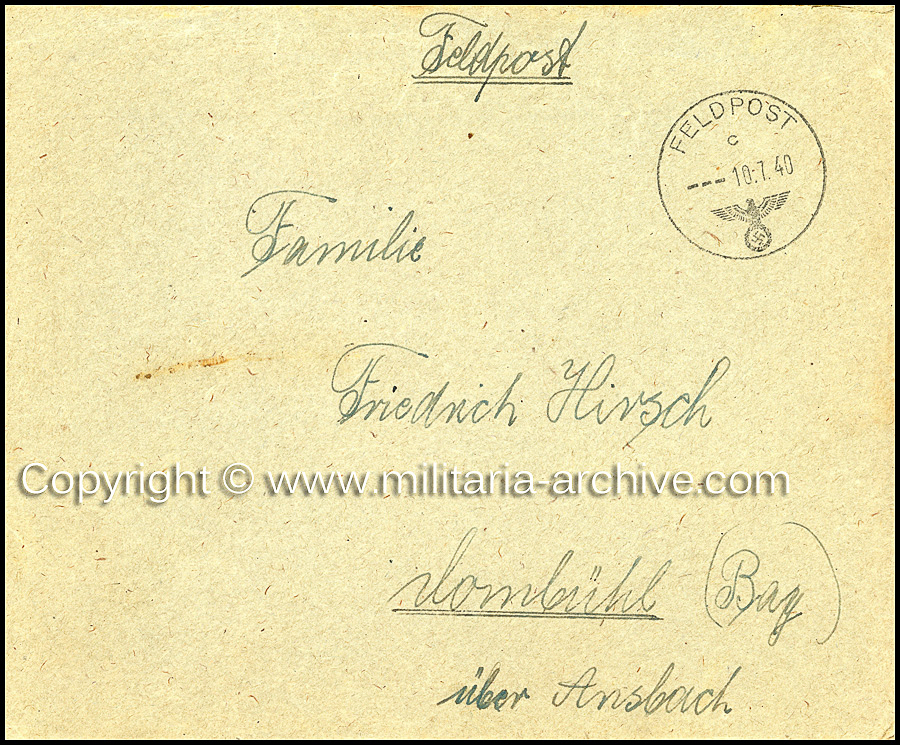 Feldpost
FELDPOST
c
--- 10.7.40
Familie
Friedrich Hirsch
Copyright © www.militaria-archive.com
Dombühl (Bay)
über Ansbach